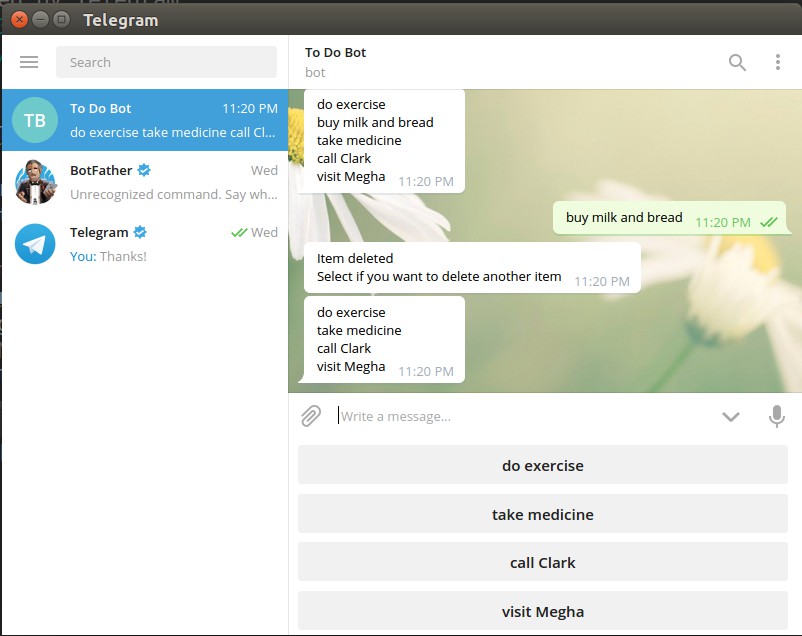 Telegram
Search
To Do Bot
bot
TB
To Do Bot 11:20 PM
do exercise take medicine call Cl...
BotFather Wed
Unrecognized command. Say wh...
Telegram Wed
You: Thanks!
do exercise
buy milk and bread
take medicine
call Clark
visit Megha 11:20 PM
buy milk and bread 11:20 PM
Item deleted
Select if you want to delete another item 11:20 PM
do exercise
take medicine
call Clark
visit Megha 11:20 PM
Write a message...
do exercise
take medicine
call Clark
visit Megha